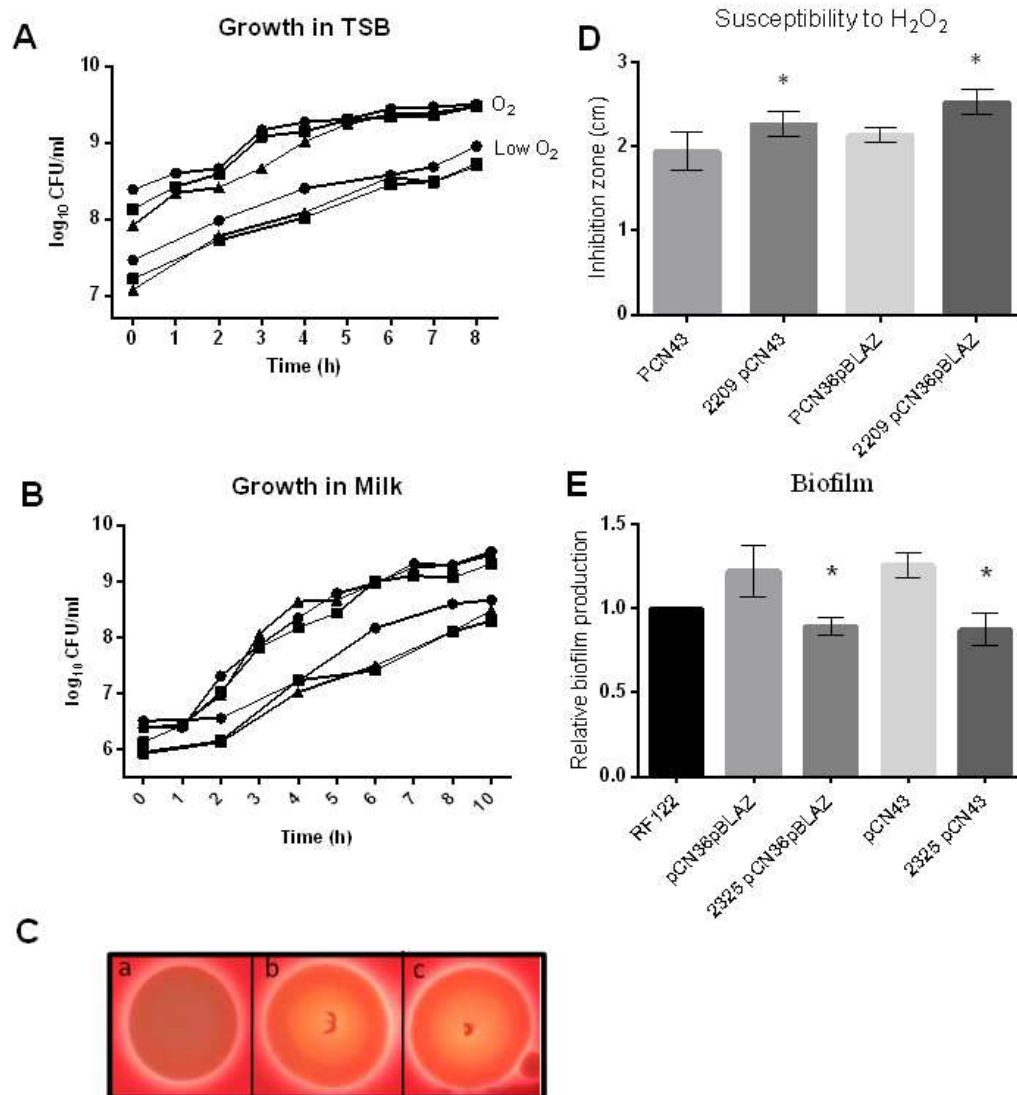 A
Growth in TSB
log10 CFU/ml
10
9
8
7
O2
Low O2
0 1 2 3 4 5 6 7 8
Time (h)
B
Growth in Milk
log10 CFU/ml
10
9
8
7
6
0 1 2 3 4 5 6 7 8 10
Time (h)
C
a b c
D
Susceptibility to H2O2
Inhibition zone (cm)
3
2
1
0
* *
PCN43
2209 pCN43
PCN36pBLAZ
2209 pCN36pBLAZ
E
Biofilm
Relative biofilm production
1.5
1.0
0.5
0.0
* *
RF122
pCN36pBLAZ
2325 pCN36pBLAZ
pCN43
2325 pCN43